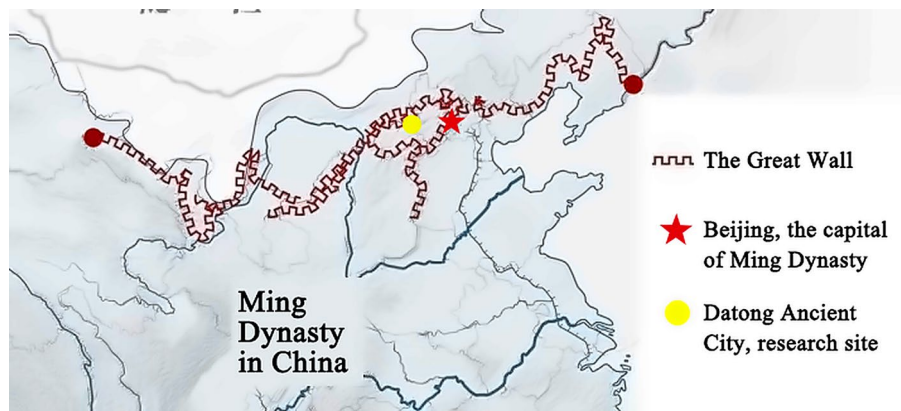 The Great Wall
Beijing, the capital
of Ming Dynasty
Ming
Dynasty
in China
Datong Ancient
City, research site